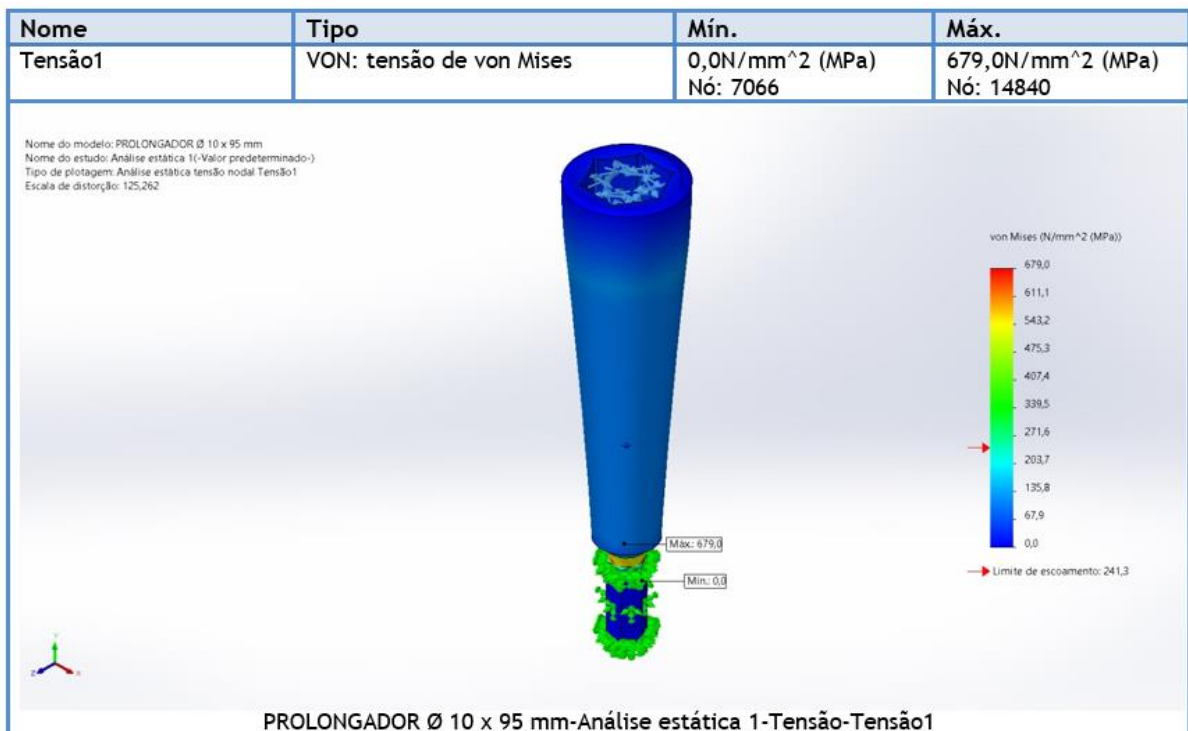 Nome Tipo Mín. Máx.
Tensão1 VON: tensão de von Mises 0,0N/mm^2 (MPa) 679,0N/mm^2 (MPa)
Nó: 7066 Nó: 14840
Nome do modelo: PROLONGADOR Ø 10 x 95 mm
Nome do estudo: Análise estática 1(-Valor predeterminado-)
Tipo de plotagem: Análise estática tensão nodal Tensão1
Escala de distorção: 125,262
von Mises (N/mm^2 (MPa))
679,0
611,1
543,2
475,3
407,4
339,5
271,6
203,7
135,8
67,9
0,0
Limite de escoamento: 241,3
Máx.: 679,0
Mín.: 0,0
Y
Z
X
PROLONGADOR Ø 10 x 95 mm-Análise estática 1-Tensão-Tensão1